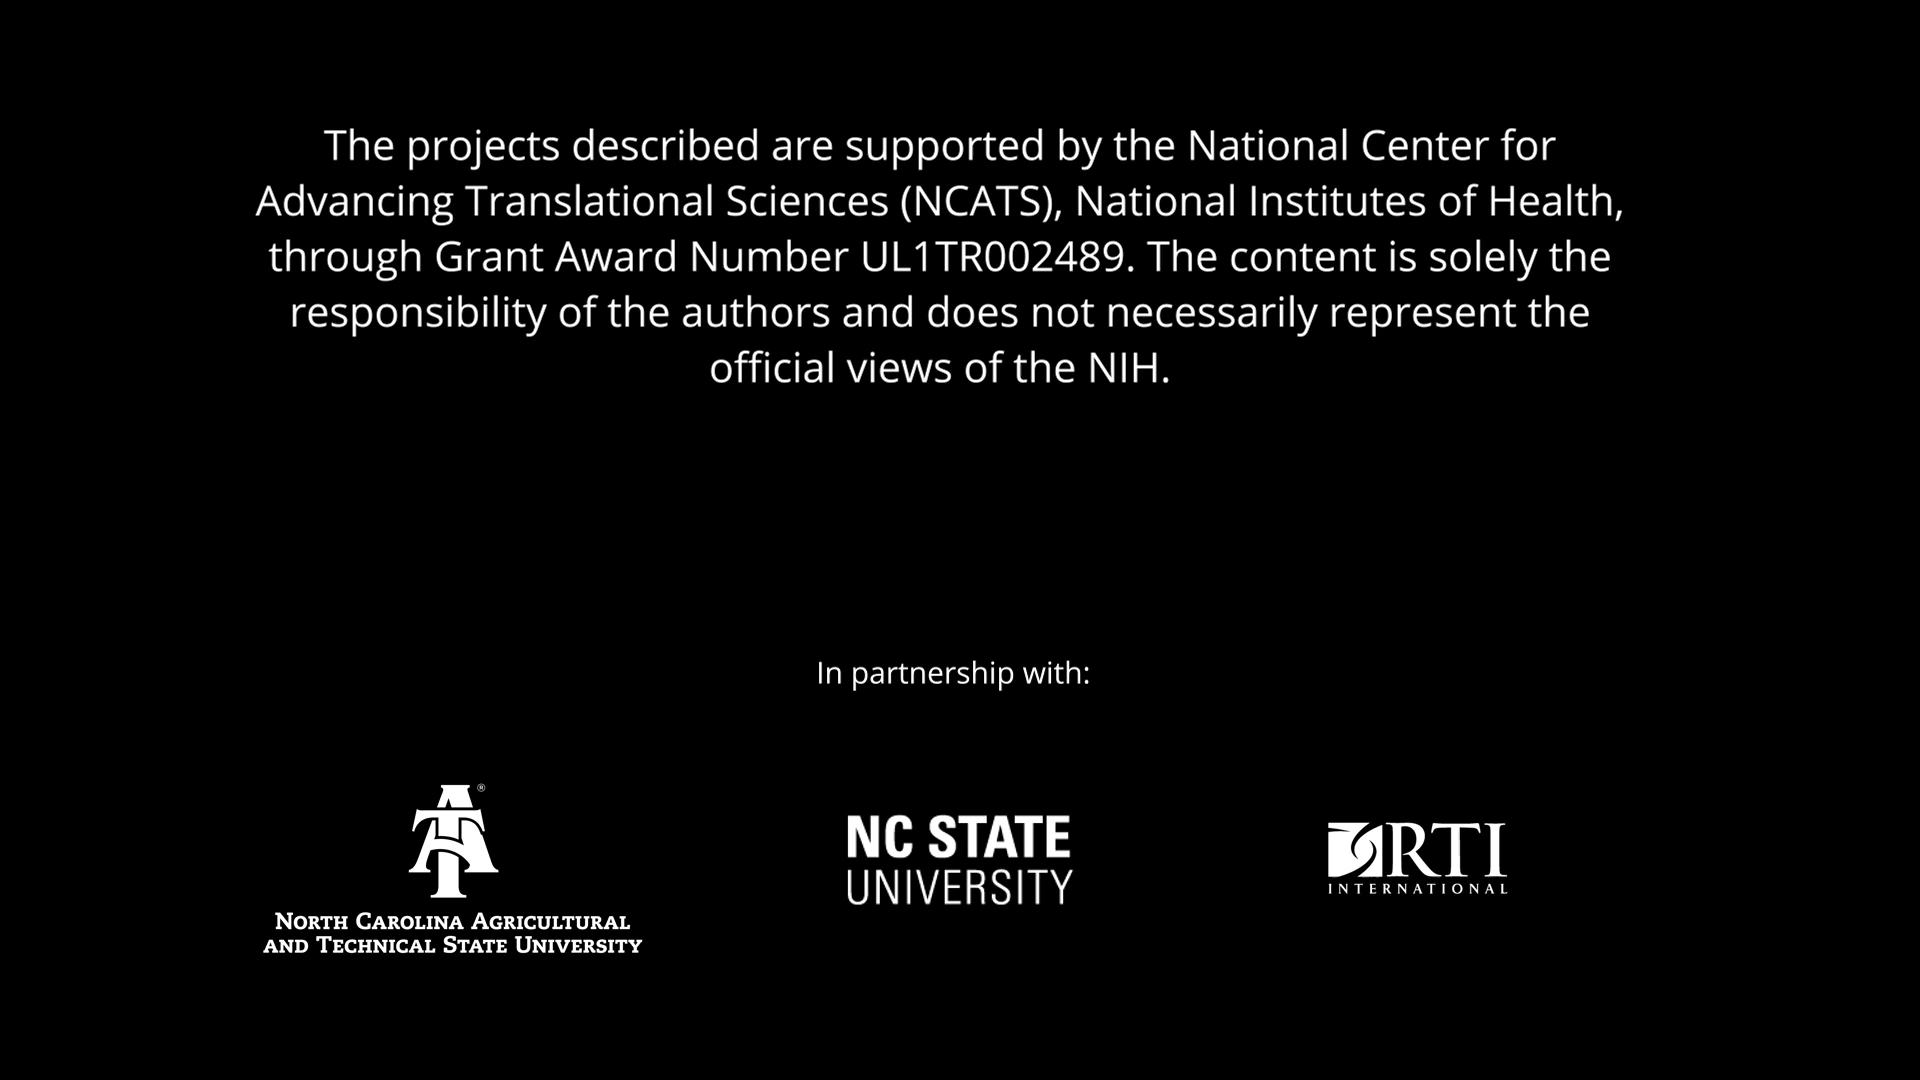 The projects described are supported by the National Center for
Advancing Translational Sciences (NCATS), National Institutes of Health,
through Grant Award Number UL1TR002489. The content is solely the
responsibility of the authors and does not necessarily represent the
official views of the NIH.
In partnership with:
AT®
North Carolina Agricultural
and Technical State University
NC STATE
UNIVERSITY
RTI
INTERNATIONAL